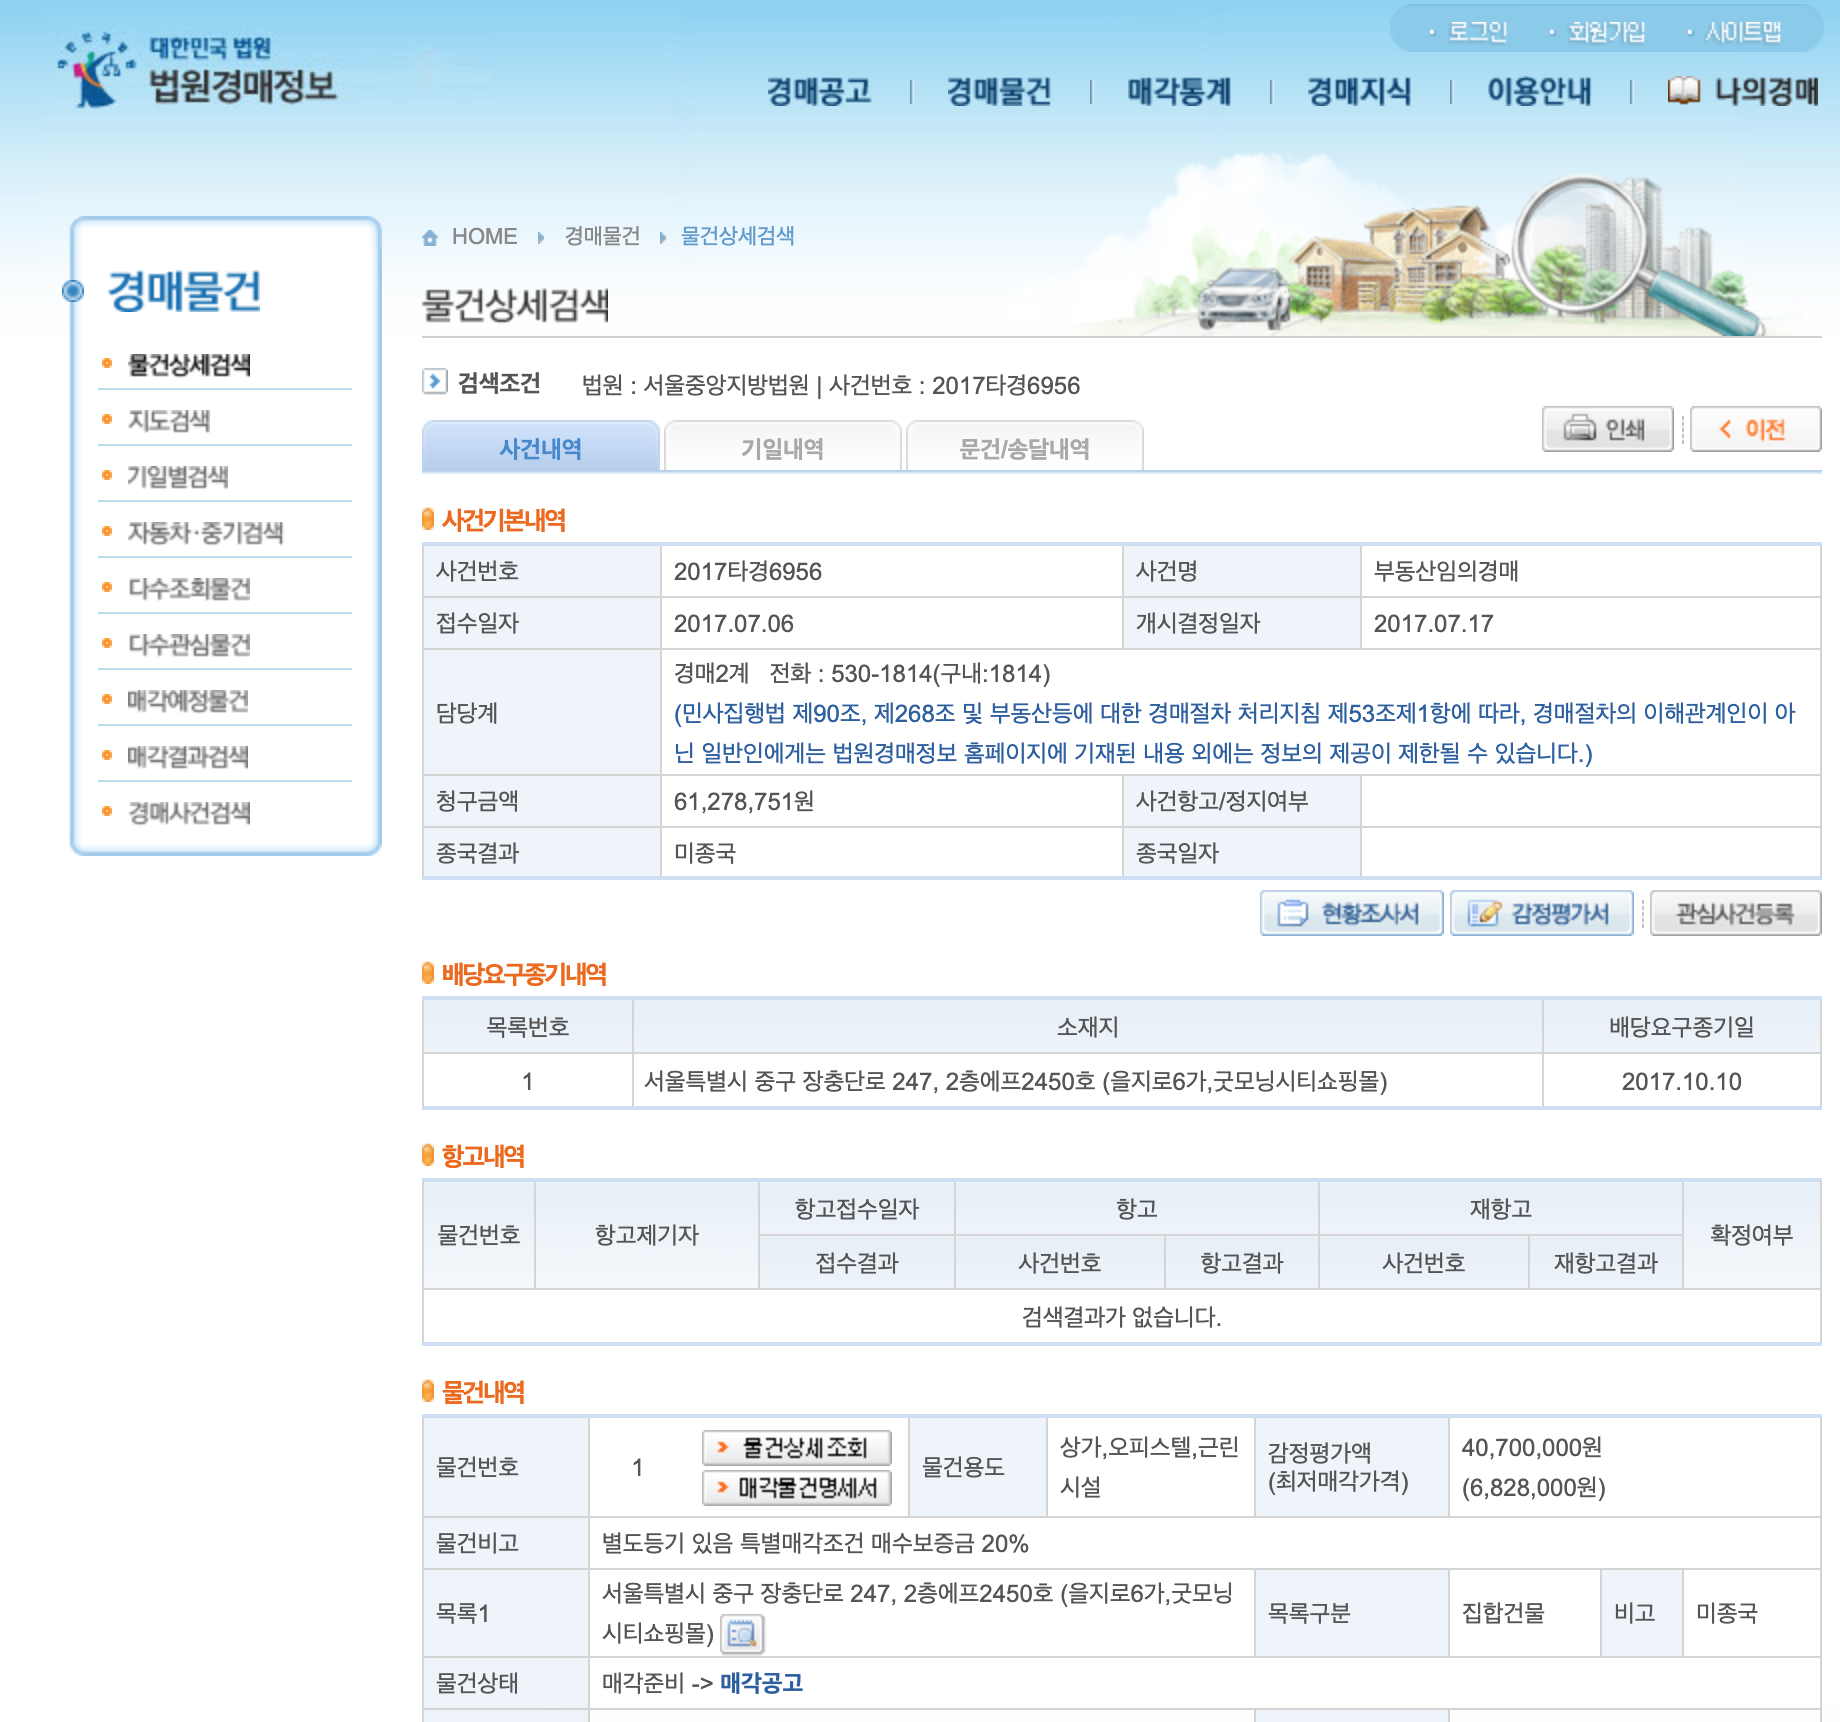 로그인
회원가입
사이트맵
대한민국 법원
법원경매정보
경매공고
경매물건
매각통계
경매지식
이용안내
나의경매
경매물건
물건상세검색
지도검색
기일별검색
자동차·중기검색
다수조회물건
다수관심물건
매각예정물건
매각결과검색
경매사건검색
HOME 경매물건 물건상세검색
물건상세검색
검색조건 법원 : 서울중앙지방법원 | 사건번호 : 2017타경6956
인쇄
이전
사건내역
기일내역
문건/송달내역
사건기본내역
사건번호 2017타경6956 사건명 부동산임의경매
접수일자 2017.07.06 개시결정일자 2017.07.17
담당계
경매2계 전화 : 530-1814(구내:1814)
(민사집행법 제90조, 제268조 및 부동산등에 대한 경매절차 처리지침 제53조제1항에 따라, 경매절차의 이해관계인이 아
닌 일반인에게는 법원경매정보 홈페이지에 기재된 내용 외에는 정보의 제공이 제한될 수 있습니다.)
청구금액 61,278,751원 사건항고/정지여부
종국결과 미종국 종국일자
현황조사서
감정평가서
관심사건등록
배당요구종기내역
목록번호 소재지 배당요구종기일
1 서울특별시 중구 장충단로 247, 2층에프2450호 (을지로6가,굿모닝시티쇼핑몰) 2017.10.10
항고내역
물건번호 항고제기자 항고접수일자 항고 재항고 확정여부
접수결과 사건번호 항고결과 사건번호 재항고결과
검색결과가 없습니다.
물건내역
물건번호 1
물건상세조회
매각물건명세서
물건용도
상가,오피스텔,근린
시설
감정평가액
(최저매각가격)
40,700,000원
(6,828,000원)
물건비고 별도등기 있음 특별매각조건 매수보증금 20%
목록1
서울특별시 중구 장충단로 247, 2층에프2450호 (을지로6가,굿모닝
시티쇼핑몰)
목록구분 집합건물 비고 미종국
물건상태 매각준비 -> 매각공고